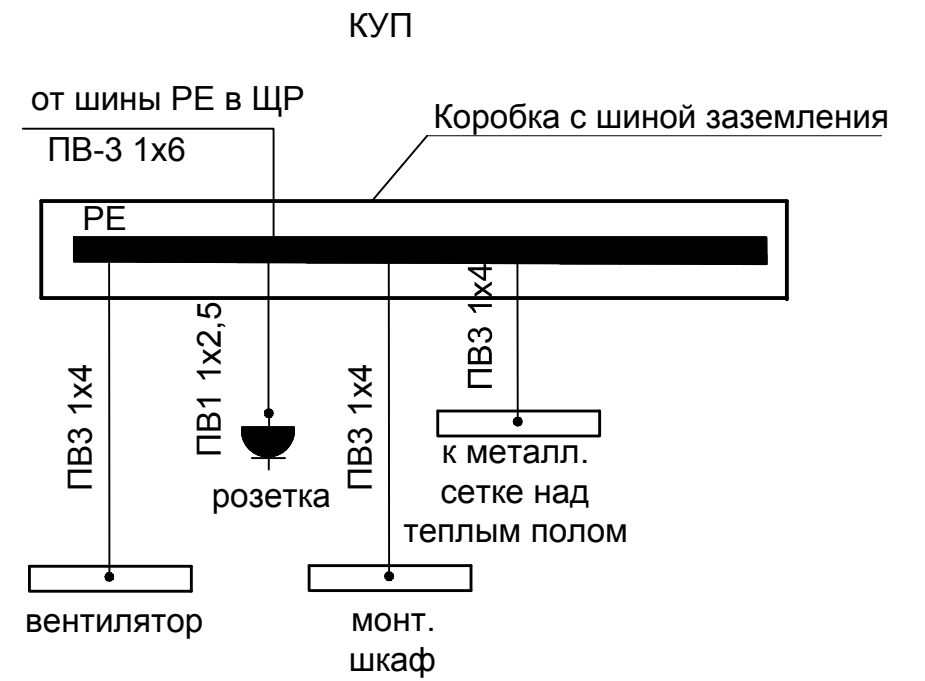 КУП
от шины РЕ в ЩР
ПВ-3 1х6
Коробка с шиной заземления
РЕ
ПВ3 1х4
ПВ1 1х2,5
ПВ3 1х4
ПВ3 1х4
розетка
к металл.
сетке над
теплым полом
вентилятор
монт.
шкаф